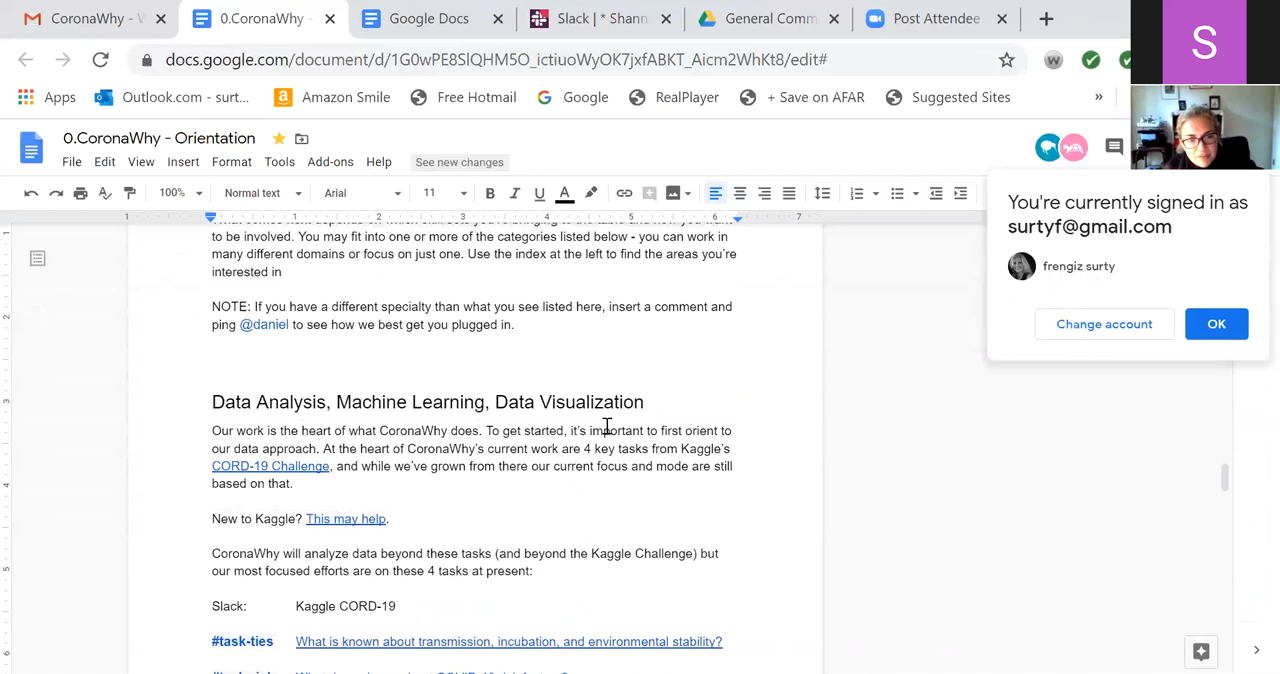 CoronaWhy - W
0.CoronaWhy -
Google Docs
Slack | * Shann
General Comm
Post Attendee
S
docs.google.com/document/d/1G0wPE8SlQHM5O_ictiuoWyOK7jxfABKT_Aicm2WhKt8/edit#
W
Apps
Outlook.com - surt...
Amazon Smile
Free Hotmail
Google
RealPlayer
+ Save on AFAR
Suggested Sites
»
0.CoronaWhy - Orientation
File Edit View Insert Format Tools Add-ons Help
See new changes
100%
Normal text
Arial
11
B I U A
1 1 2 3 4 5 6 7
to be involved. You may fit into one or more of the categories listed below - you can work in
many different domains or focus on just one. Use the index at the left to find the areas you're
interested in
NOTE: If you have a different specialty than what you see listed here, insert a comment and
ping @daniel to see how we best get you plugged in.
Data Analysis, Machine Learning, Data Visualization
Our work is the heart of what CoronaWhy does. To get started, it's important to first orient to
our data approach. At the heart of CoronaWhy's current work are 4 key tasks from Kaggle's
CORD-19 Challenge, and while we've grown from there our current focus and mode are still
based on that.
New to Kaggle? This may help.
CoronaWhy will analyze data beyond these tasks (and beyond the Kaggle Challenge) but
our most focused efforts are on these 4 tasks at present:
Slack: Kaggle CORD-19
#task-ties What is known about transmission, incubation, and environmental stability?
You're currently signed in as
surtyf@gmail.com
frengiz surty
Change account
OK